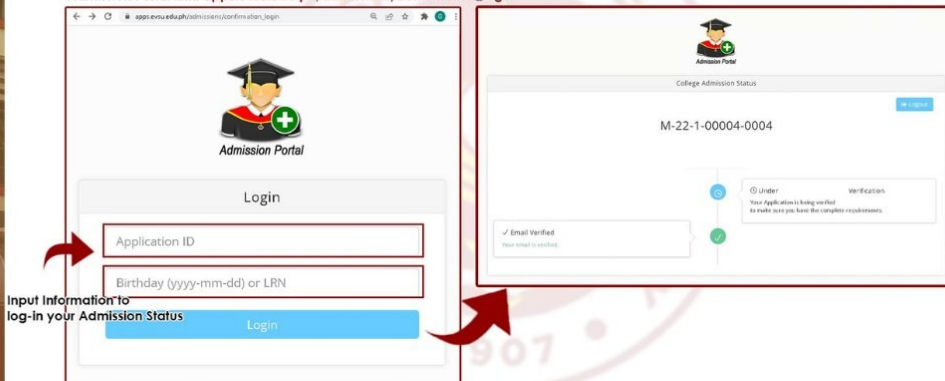 apps.evsu.edu.ph/admissions/confirmation_login
Admission Portal
Login
Application ID
Birthday (yyyy-mm-dd) or LRN
Login
Input Information to
log-in your Admission Status
Admission Portal
College Admission Status
Logout
M-22-1-00004-0004
Under Verification
Your Application is being verified
to make sure you have the complete requirements.
✓ Email Verified
Your email is verified.
907